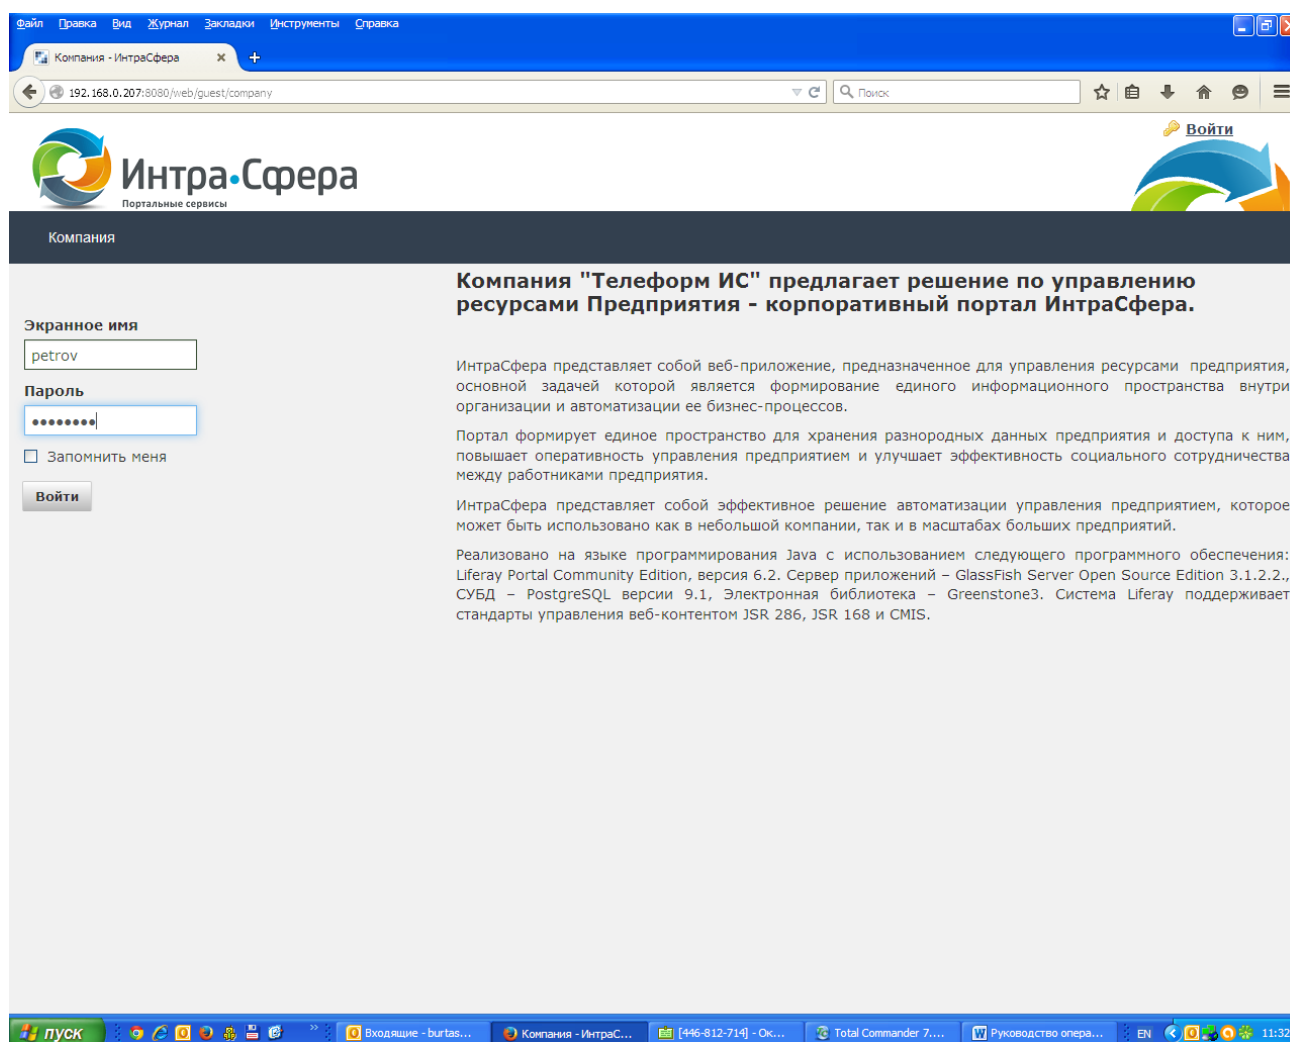 Файл Правка Вид Журнал Закладки Инструменты Справка
Компания - ИнтраСфера
192.168.0.207:8080/web/guest/company
Поиск
Войти
Интра•Сфера
Портальные сервисы
Компания
Экранное имя
petrov
Пароль
Запомнить меня
Войти
Компания "Телеформ ИС" предлагает решение по управлению
ресурсами Предприятия - корпоративный портал ИнтраСфера.
ИнтраСфера представляет собой веб-приложение, предназначенное для управления ресурсами предприятия,
основной задачей которой является формирование единого информационного пространства внутри
организации и автоматизации ее бизнес-процессов.
Портал формирует единое пространство для хранения разнородных данных предприятия и доступа к ним,
повышает оперативность управления предприятием и улучшает эффективность социального сотрудничества
между работниками предприятия.
ИнтраСфера представляет собой эффективное решение автоматизации управления предприятием, которое
может быть использовано как в небольшой компании, так и в масштабах больших предприятий.
Реализовано на языке программирования Java с использованием следующего программного обеспечения:
Liferay Portal Community Edition, версия 6.2. Сервер приложений – GlassFish Server Open Source Edition 3.1.2.2.,
СУБД – PostgreSQL версии 9.1, Электронная библиотека – Greenstone3. Система Liferay поддерживает
стандарты управления веб-контентом JSR 286, JSR 168 и CMIS.
пуск
Входящие - burtas...
Компания - ИнтраС...
[446-812-714] - Ок...
Total Commander 7....
Руководство опера...
EN
11:32